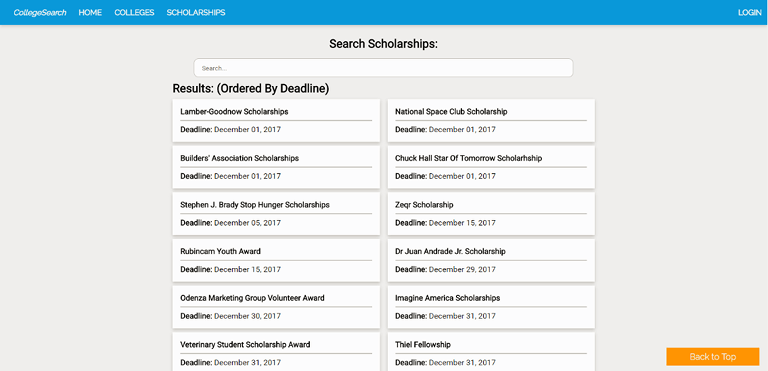 CollegeSearch HOME COLLEGES SCHOLARSHIPS LOGIN
Search Scholarships:
Search...
Results: (Ordered By Deadline)
Lamber-Goodnow Scholarships
Deadline: December 01, 2017
National Space Club Scholarship
Deadline: December 01, 2017
Builders' Association Scholarships
Deadline: December 01, 2017
Chuck Hall Star Of Tomorrow Scholarhship
Deadline: December 01, 2017
Stephen J. Brady Stop Hunger Scholarships
Deadline: December 05, 2017
Zeqr Scholarship
Deadline: December 15, 2017
Rubincam Youth Award
Deadline: December 15, 2017
Dr Juan Andrade Jr. Scholarship
Deadline: December 29, 2017
Odenza Marketing Group Volunteer Award
Deadline: December 30, 2017
Imagine America Scholarships
Deadline: December 31, 2017
Veterinary Student Scholarship Award
Deadline: December 31, 2017
Thiel Fellowship
Deadline: December 31, 2017
Back to Top